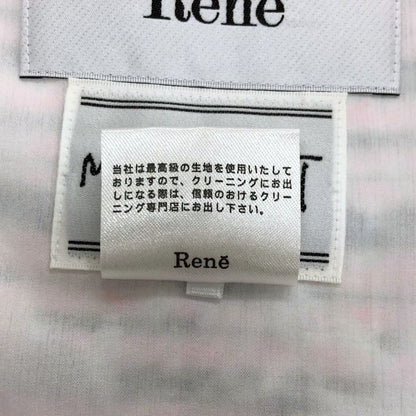 René
当社は最高級の生地を使用いたして
おりますので、クリーニングにお出
しになる際は、信頼のおけるクリー
ニング専門店にお出し下さい。
René